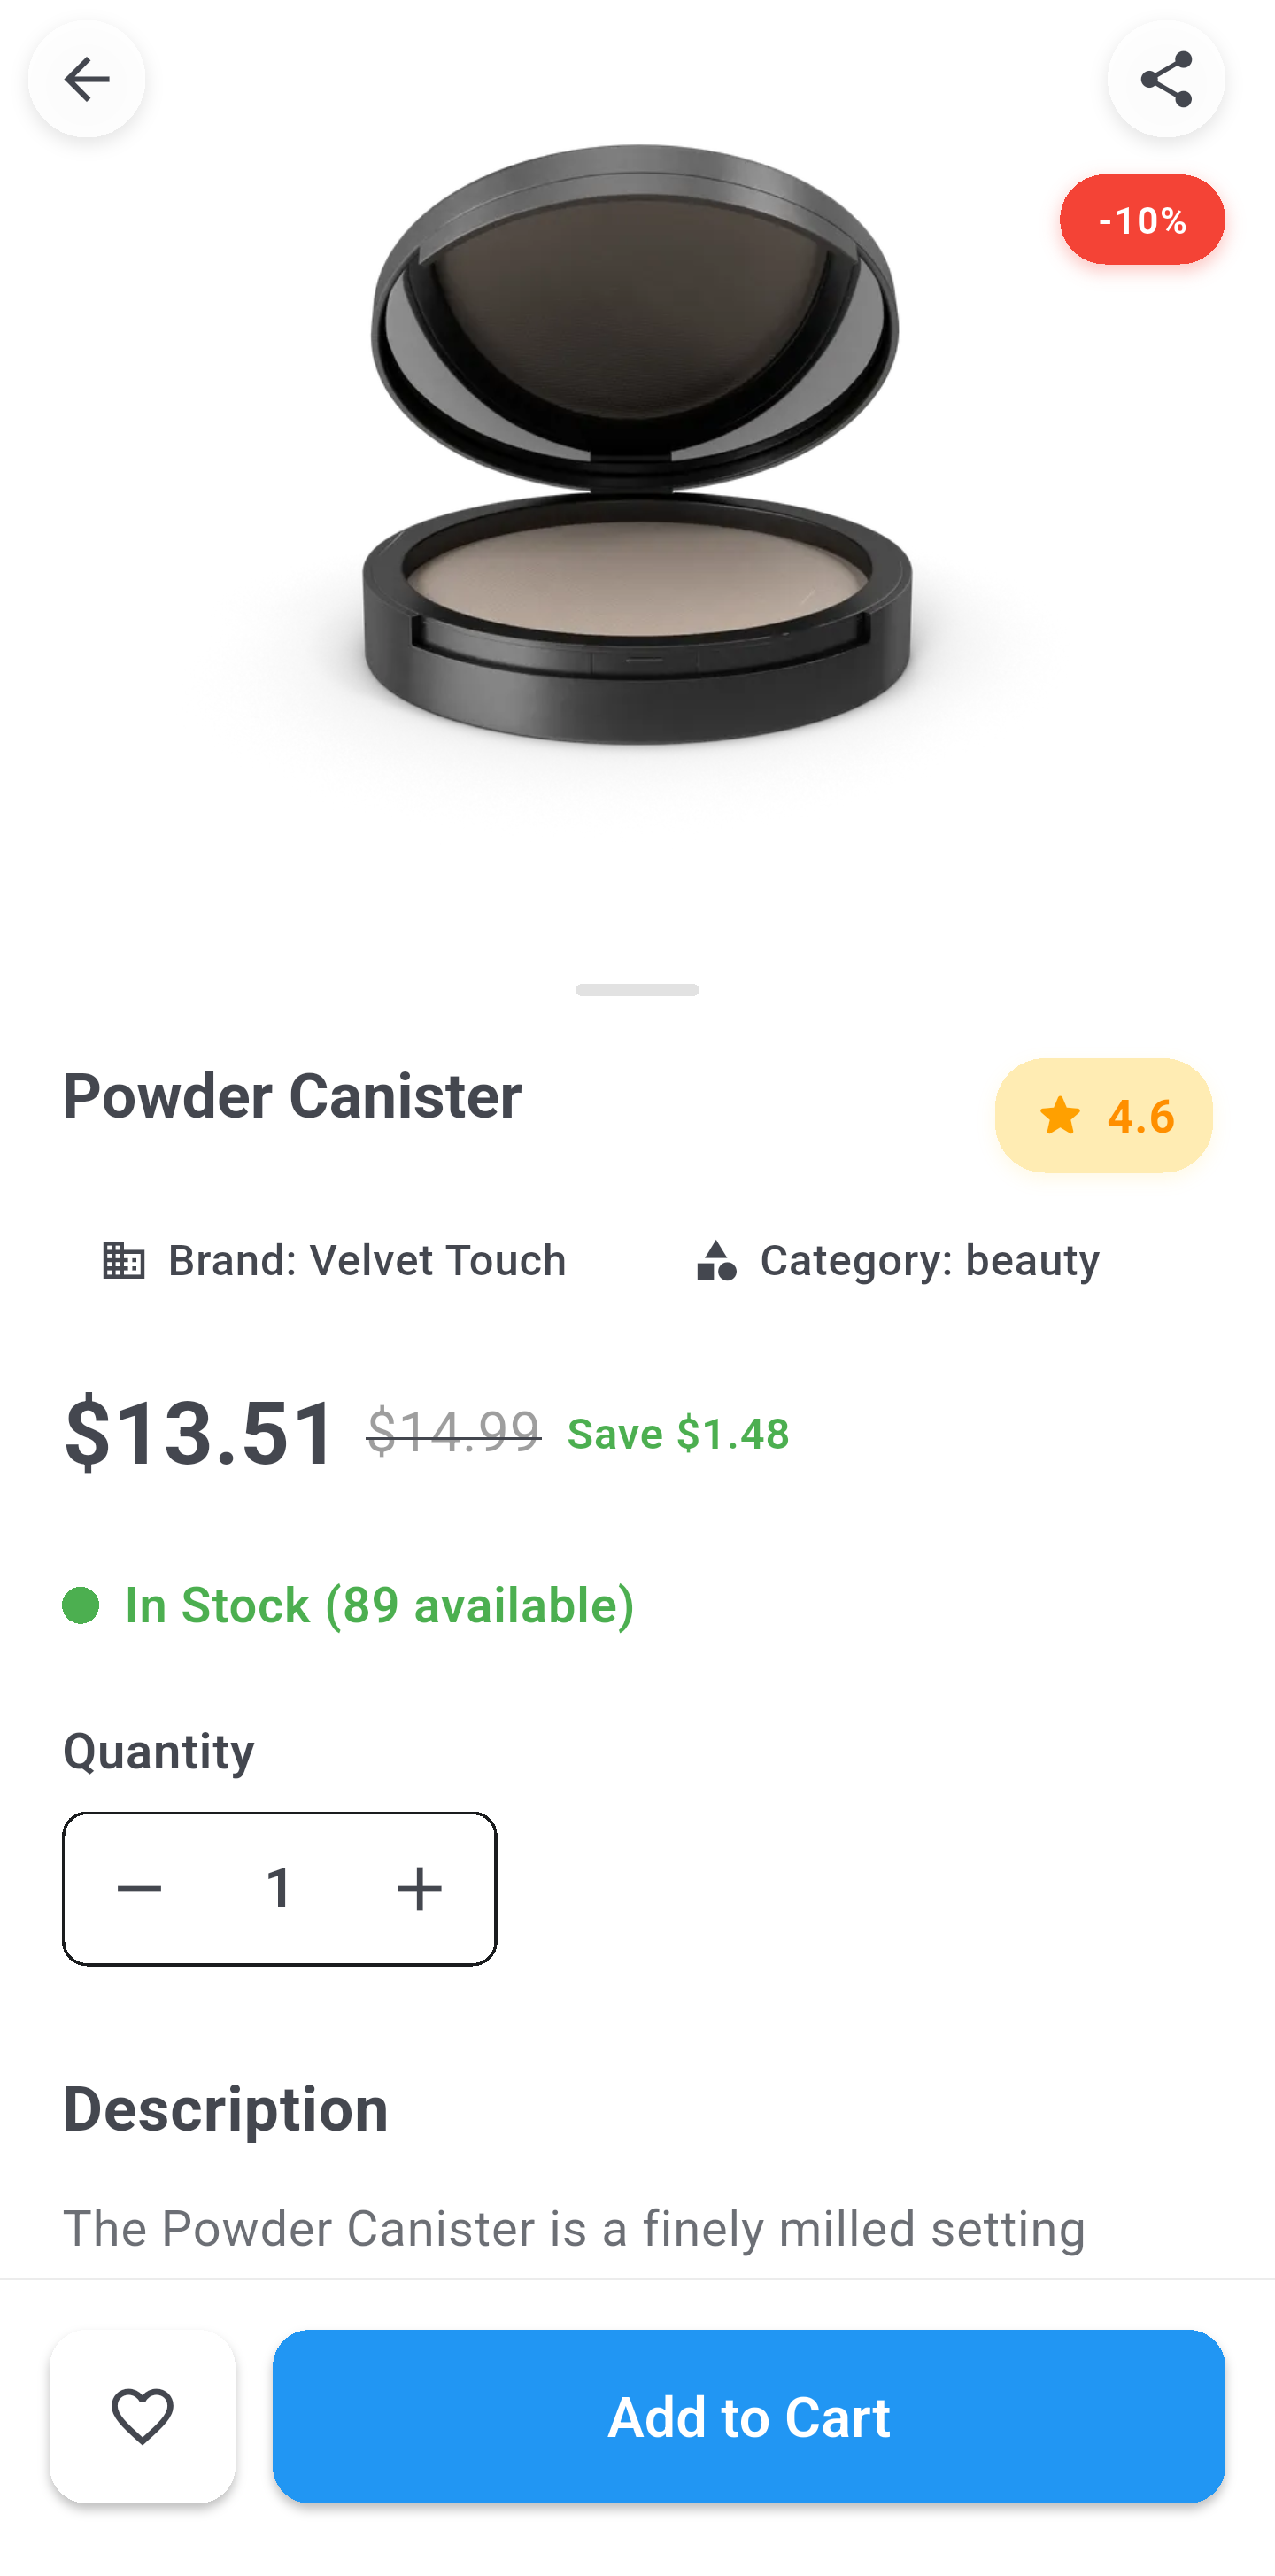 -10%
Powder Canister
4.6
Brand: Velvet Touch
Category: beauty
$13.51 $14.99 Save $1.48
In Stock (89 available)
Quantity
1
Description
The Powder Canister is a finely milled setting
Add to Cart